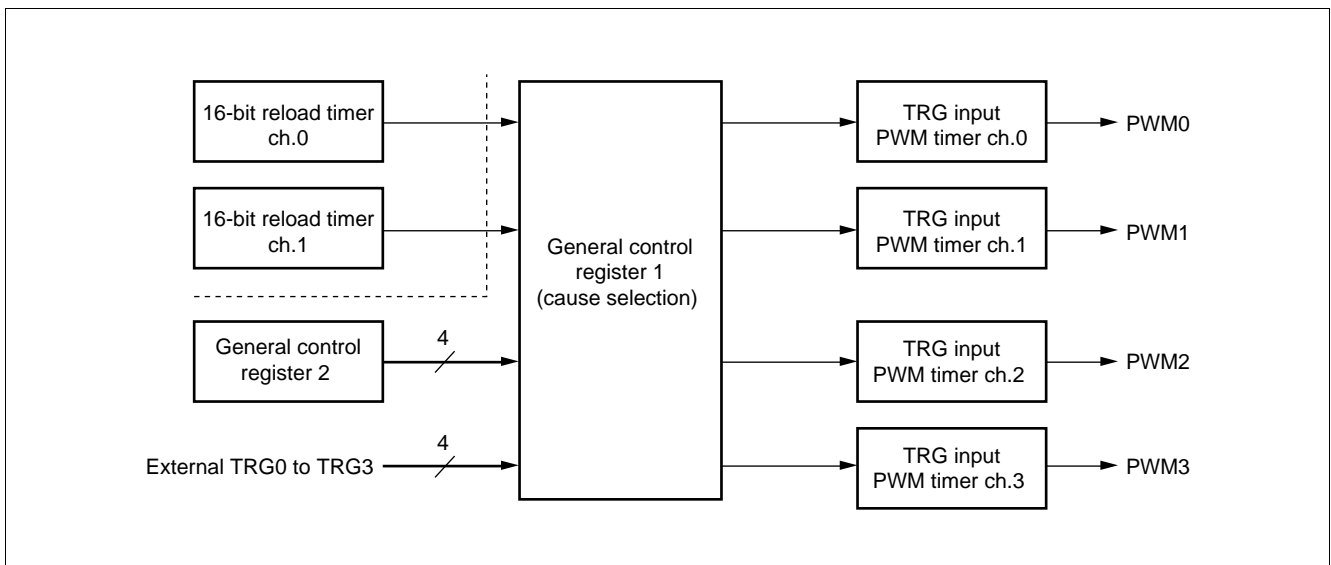 16-bit reload timer
ch.0
16-bit reload timer
ch.1
General control
register 2
4
External TRG0 to TRG3
4
General control
register 1
(cause selection)
TRG input
PWM timer ch.0
PWM0
TRG input
PWM timer ch.1
PWM1
TRG input
PWM timer ch.2
PWM2
TRG input
PWM timer ch.3
PWM3